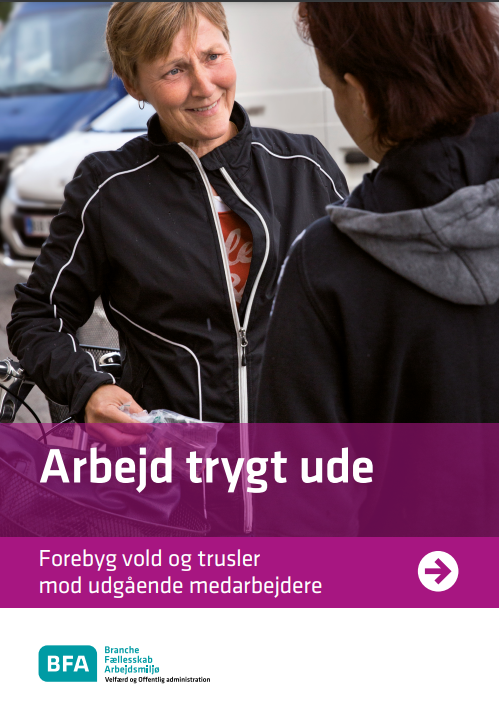 Arbejd trygt ude
Forebyg vold og trusler
mod udgående medarbejdere
BFA
Branche
Fællesskab
Arbejdsmiljø
Velfærd og Offentlig administration